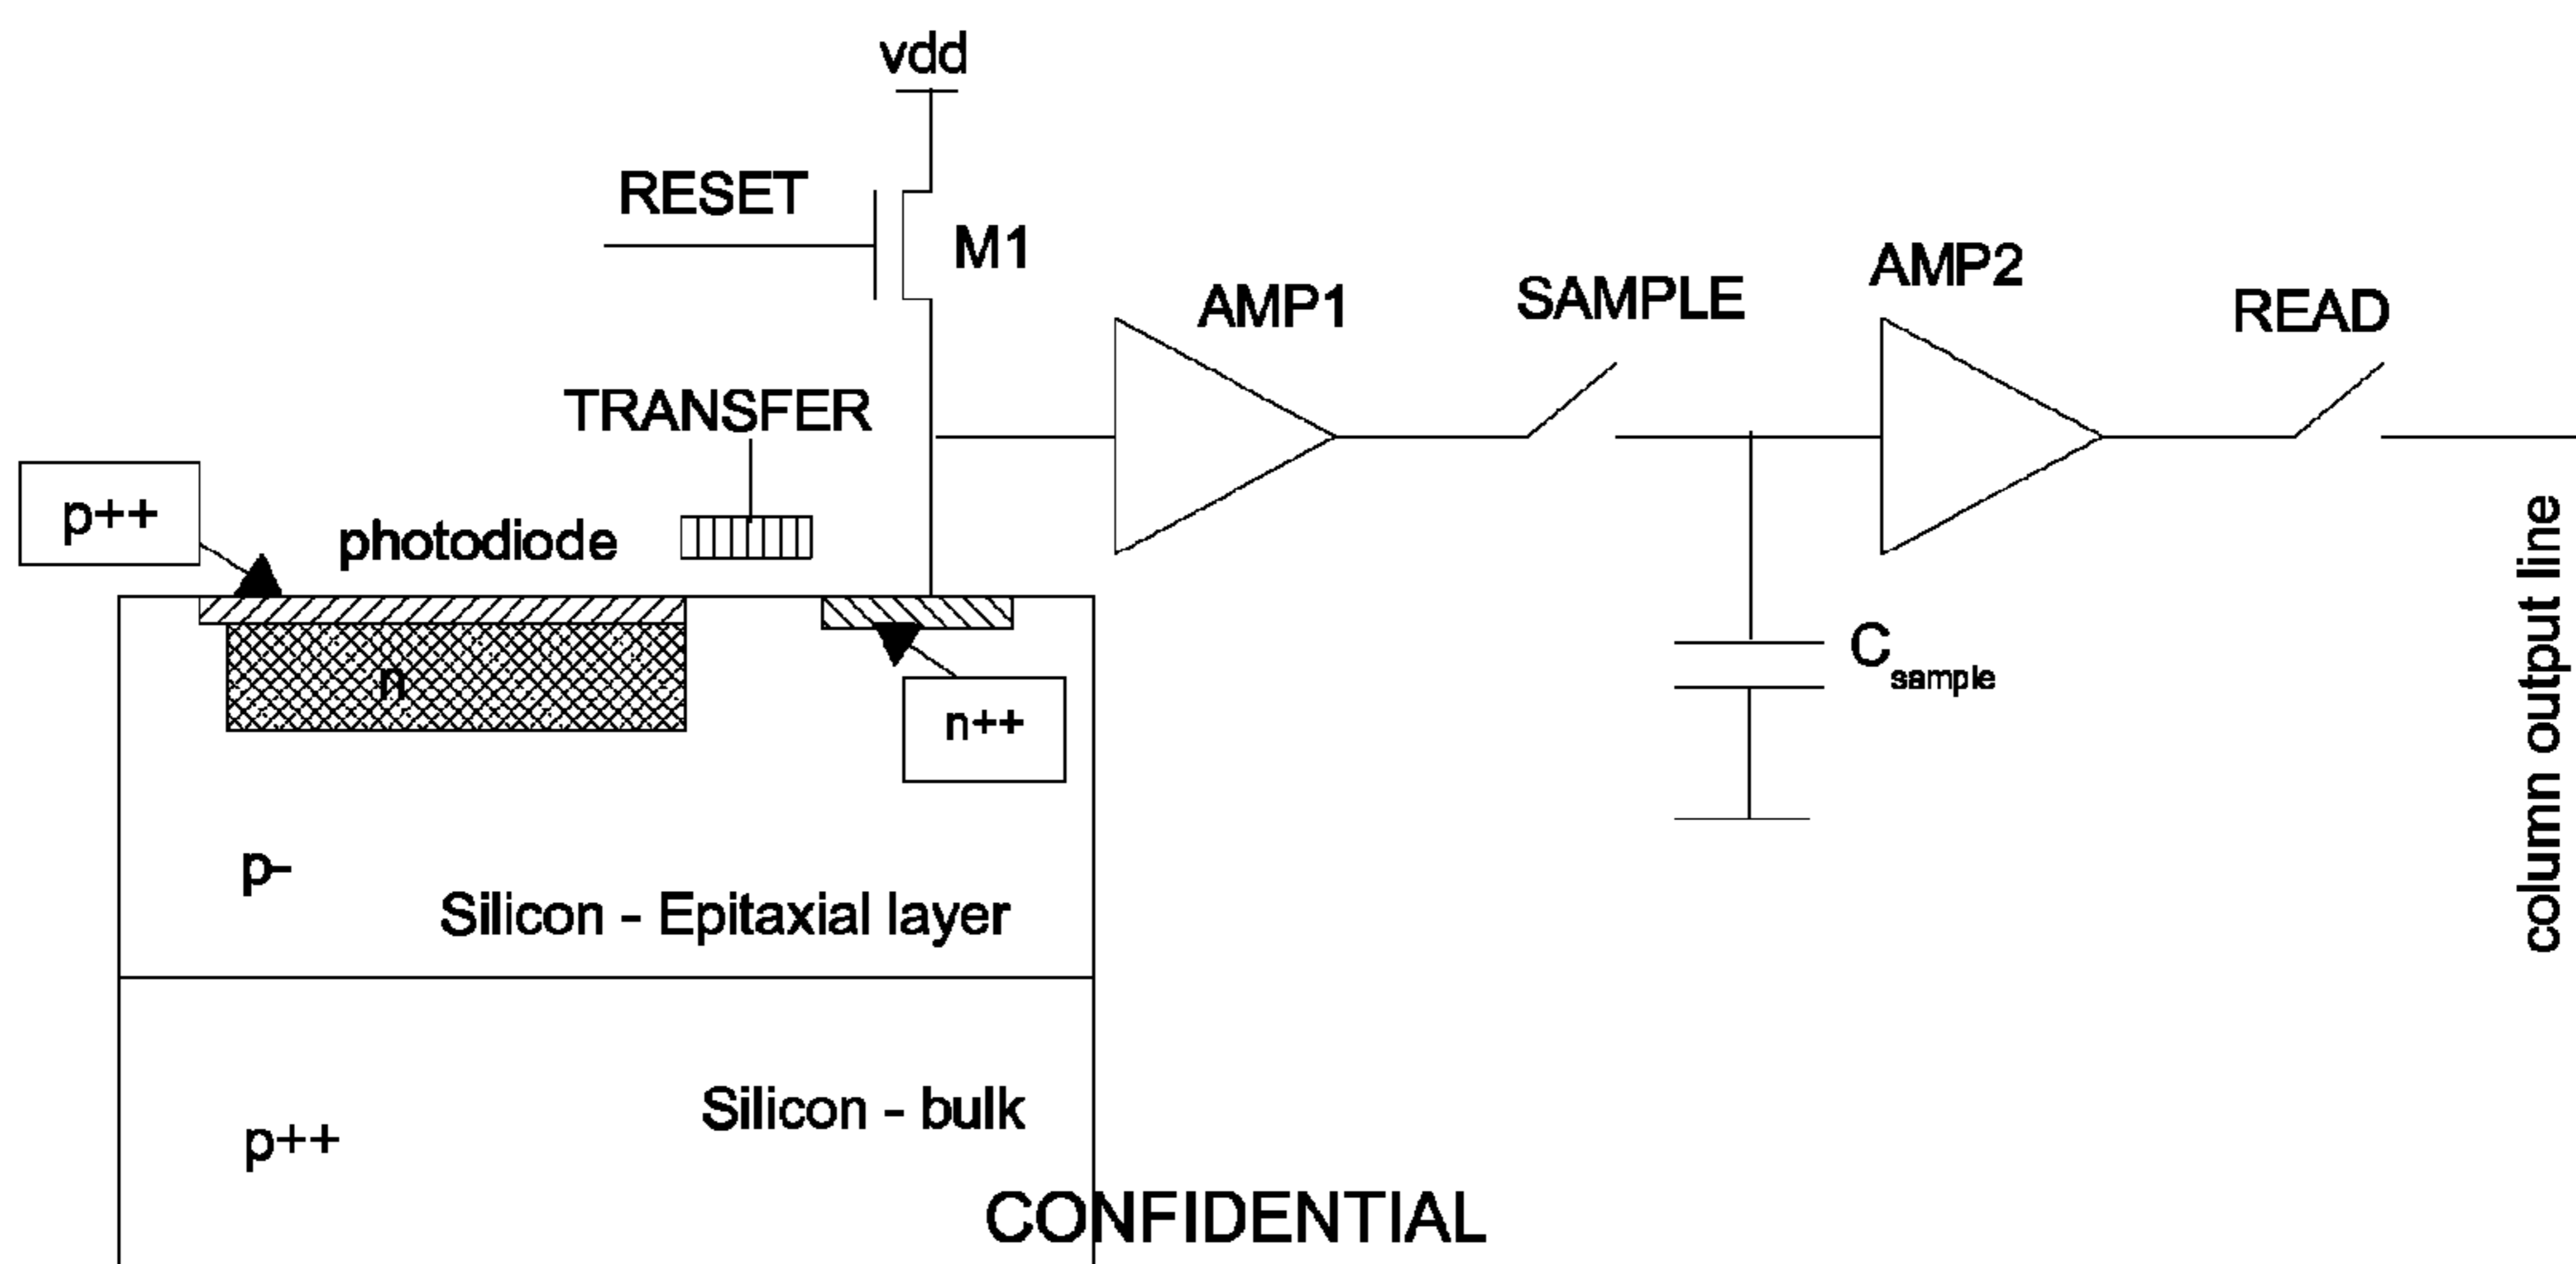 vdd
RESET
M1
AMP1
SAMPLE
AMP2
READ
TRANSFER
p++
photodiode
n
n++
C sample
column output line
p-
Silicon - Epitaxial layer
Silicon - bulk
p++
CONFIDENTIAL